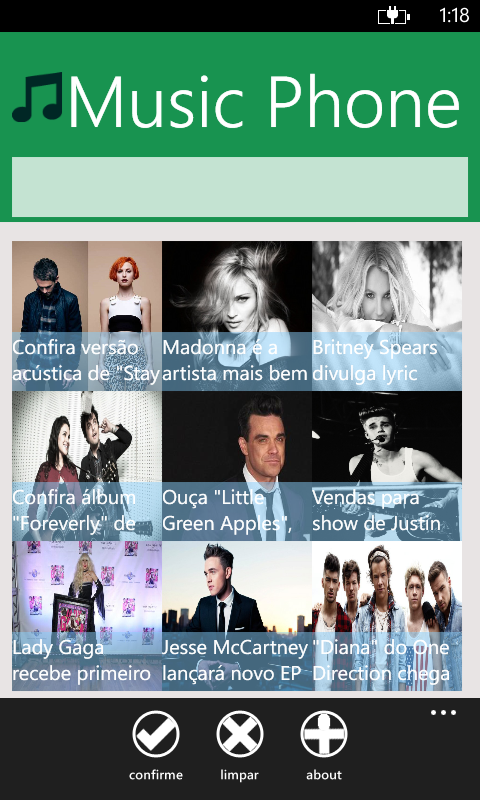 1:18
Music Phone
Confira versão
acústica de "Stay
Madonna é a
artista mais bem
Britney Spears
divulga lyric
Confira álbum
"Foreverly" de
Ouça "Little
Green Apples",
Vendas para
show de Justin
Lady Gaga
recebe primeiro
Jesse McCartney
lançará novo EP
"Diana" do One
Direction chega
confirme
limpar
about